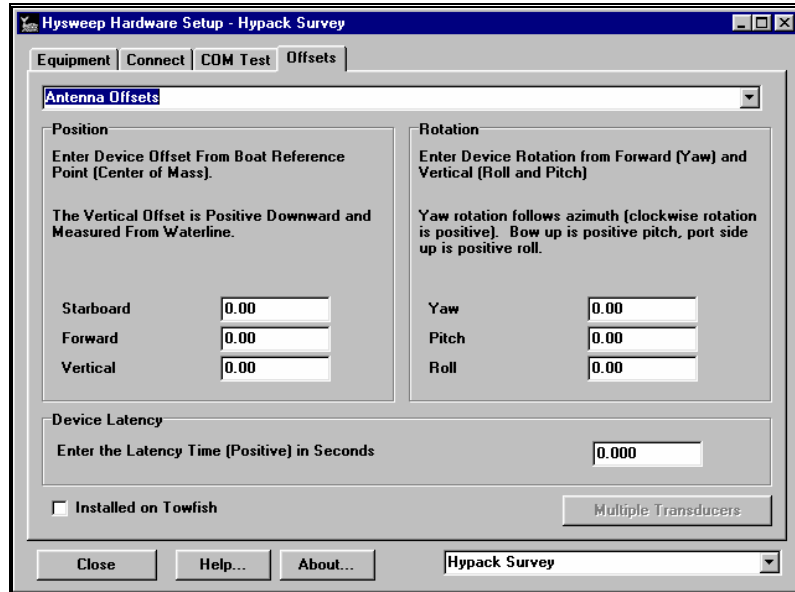 Hysweep Hardware Setup - Hypack Survey
Equipment Connect COM Test Offsets
Antenna Offsets
Position
Enter Device Offset From Boat Reference
Point (Center of Mass).
The Vertical Offset is Positive Downward and
Measured From Waterline.
Starboard 0.00
Forward 0.00
Vertical 0.00
Rotation
Enter Device Rotation from Forward (Yaw) and
Vertical (Roll and Pitch)
Yaw rotation follows azimuth (clockwise rotation
is positive). Bow up is positive pitch, port side
up is positive roll.
Yaw 0.00
Pitch 0.00
Roll 0.00
Device Latency
Enter the Latency Time (Positive) in Seconds 0.000
Installed on Towfish Multiple Transducers
Close Help... About... Hypack Survey